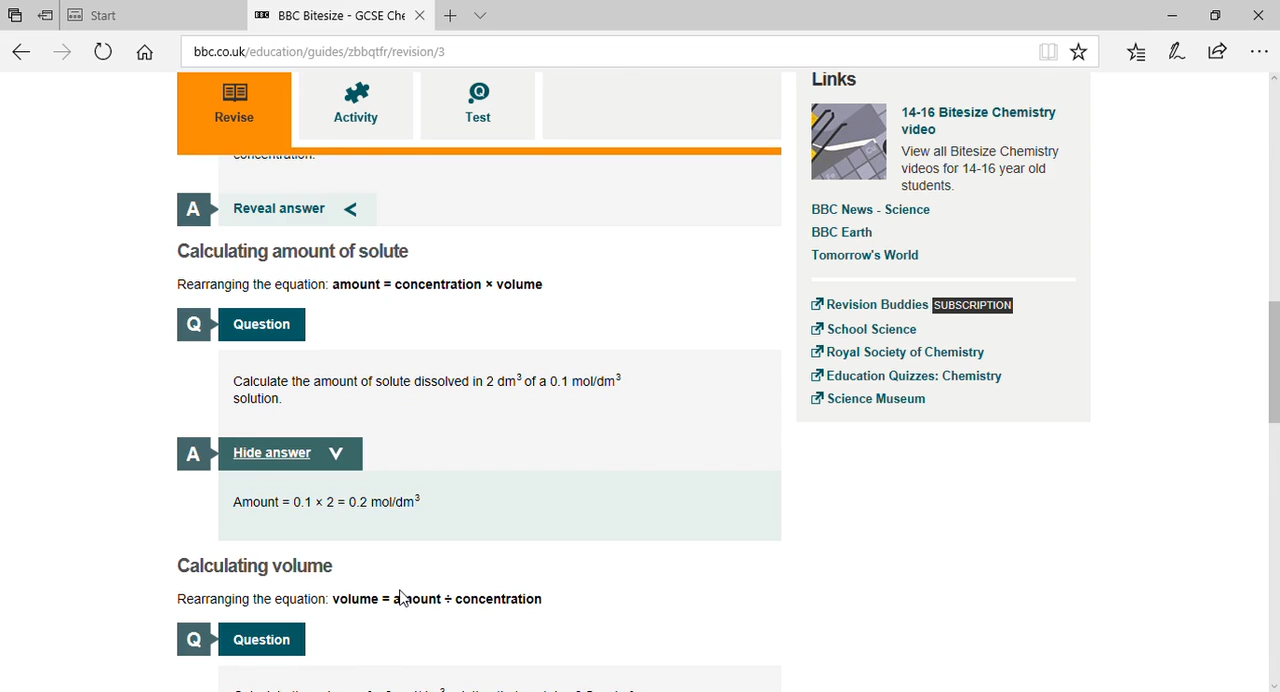 Start
BBC BBC Bitesize - GCSE Che
bbc.co.uk/education/guides/zbbqtfr/revision/3
Revise
Activity
Test
concentration.
A Reveal answer
Calculating amount of solute
Rearranging the equation: amount = concentration × volume
Q Question
Calculate the amount of solute dissolved in 2 dm³ of a 0.1 mol/dm³
solution.
A Hide answer
Amount = 0.1 × 2 = 0.2 mol/dm³
Calculating volume
Rearranging the equation: volume = amount ÷ concentration
Q Question
Links
14-16 Bitesize Chemistry
video
View all Bitesize Chemistry
videos for 14-16 year old
students.
BBC News - Science
BBC Earth
Tomorrow's World
Revision Buddies SUBSCRIPTION
School Science
Royal Society of Chemistry
Education Quizzes: Chemistry
Science Museum